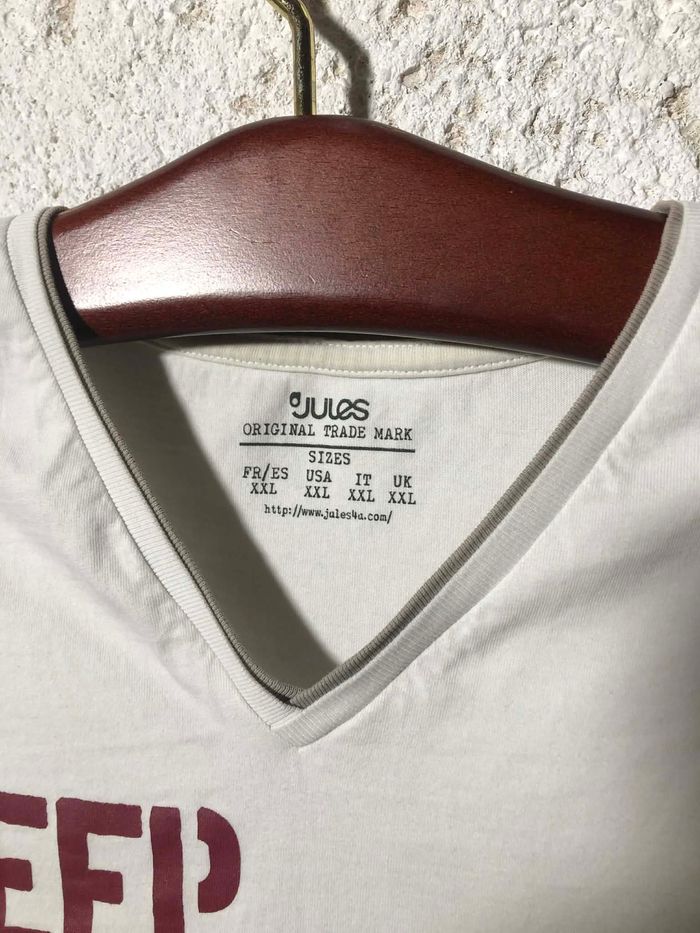 JULES
ORIGINAL TRADE MARK
SIZES
FR/ES USA IT UK
XXL XXL XXL XXL
http://www.jules4a.com/
EEP